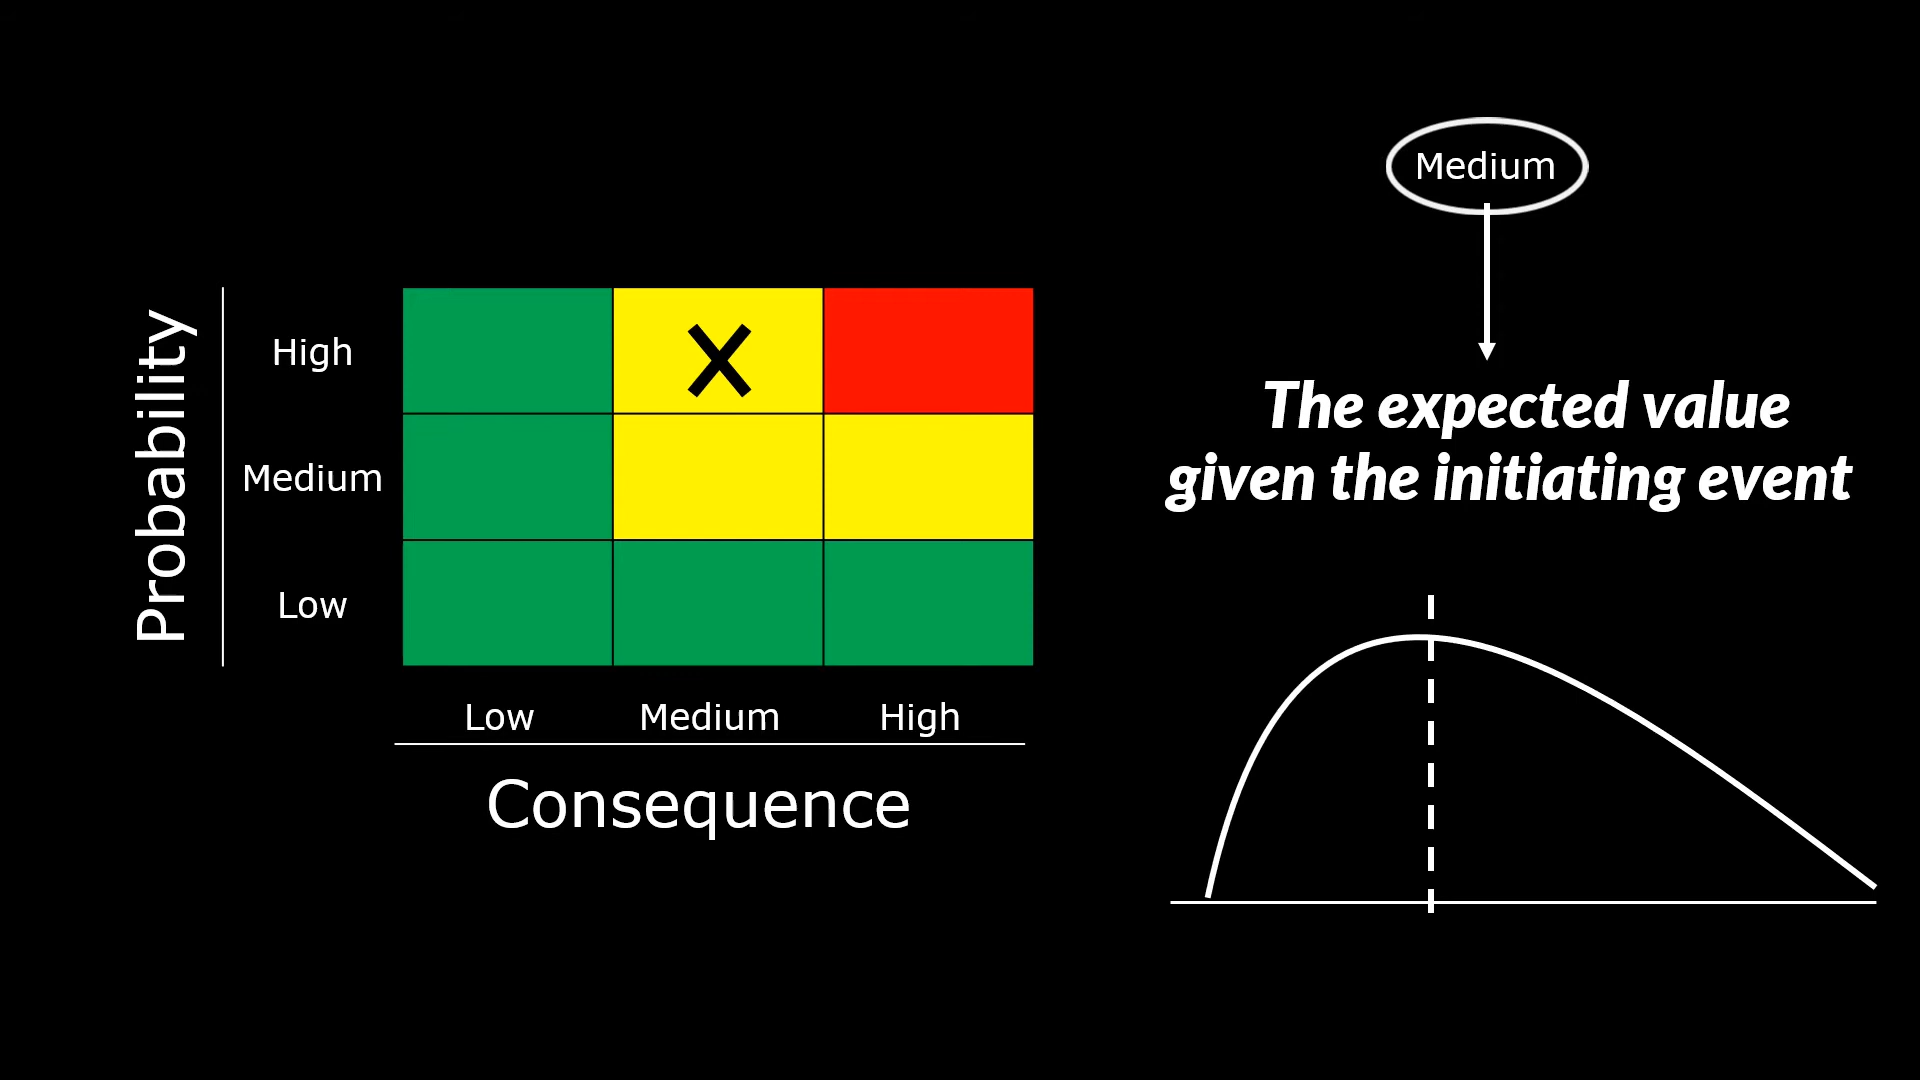 Probability
High
Medium
Low
X
Low Medium High
Consequence
Medium
The expected value
given the initiating event